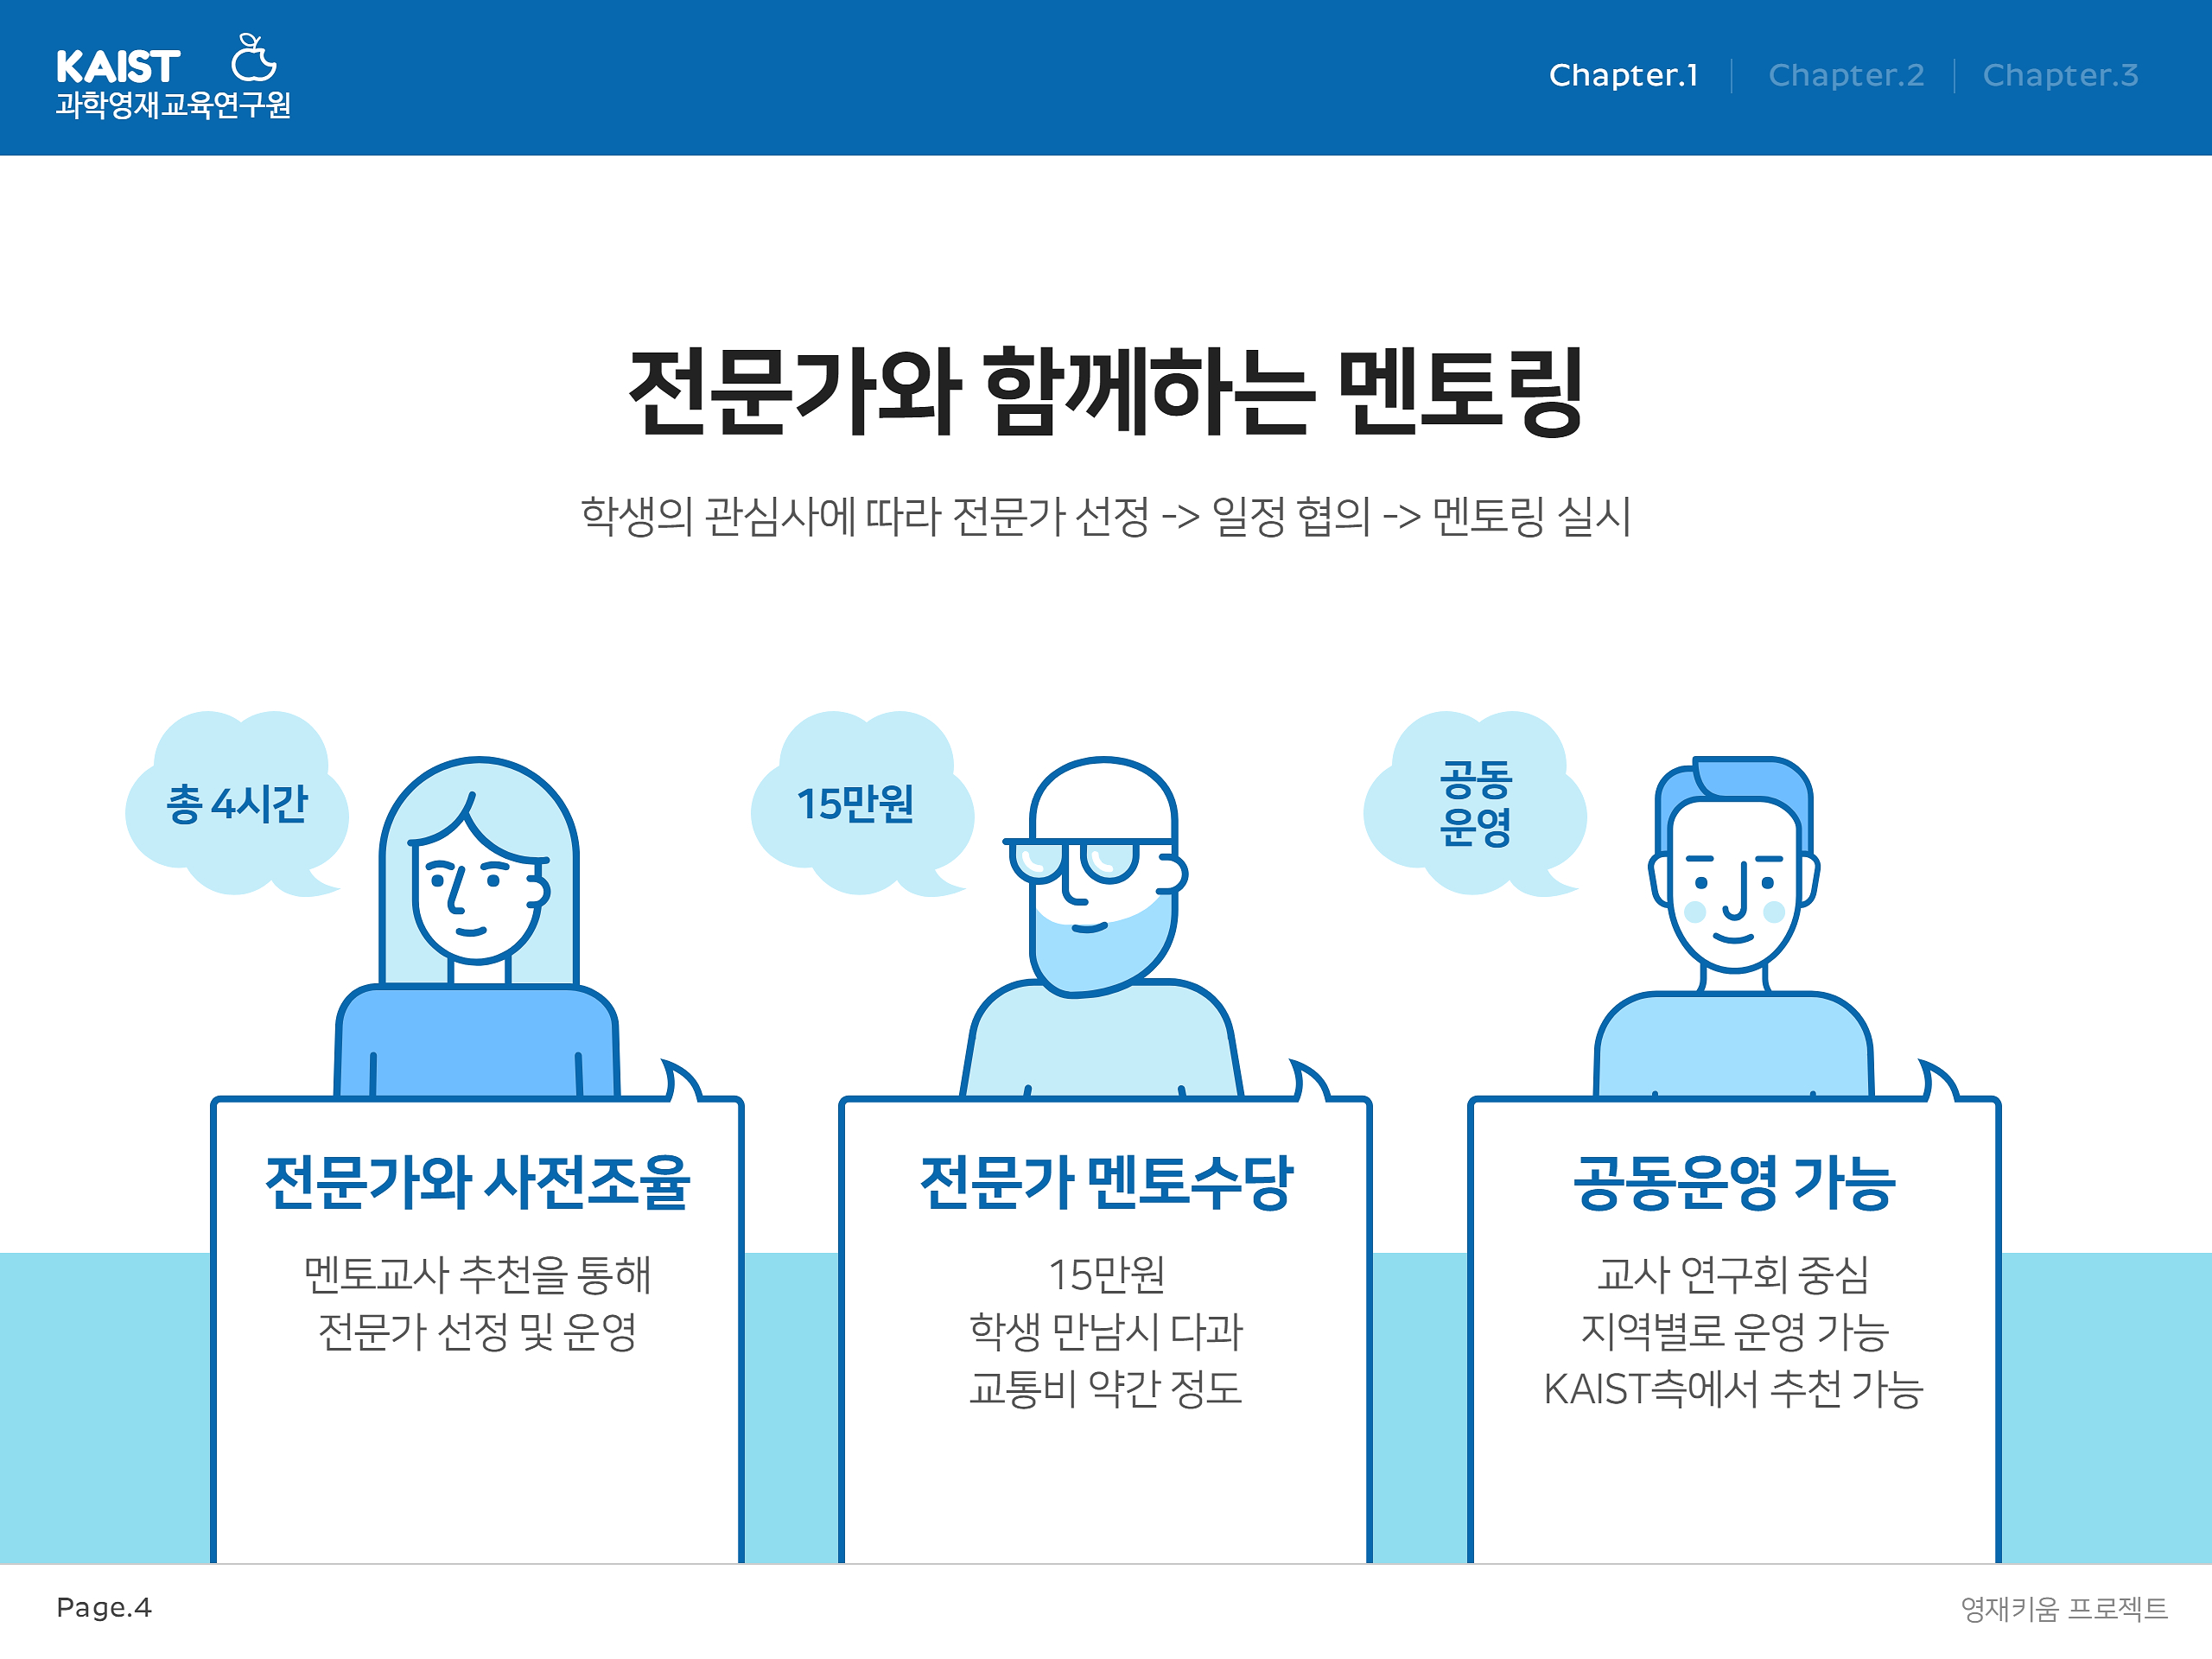 KAIST
과학영재교육연구원
Chapter.1
Chapter.2
Chapter.3
전문가와 함께하는 멘토링
학생의 관심사에 따라 전문가 선정 -> 일정 협의 -> 멘토링 실시
총 4시간
15만원
공동
운영
전문가와 사전조율
멘토교사 추천을 통해
전문가 선정 및 운영
전문가 멘토수당
15만원
학생 만남시 다과
교통비 약간 정도
공동운영 가능
교사 연구회 중심
지역별로 운영 가능
KAIST측에서 추천 가능
Page.4
영재키움 프로젝트